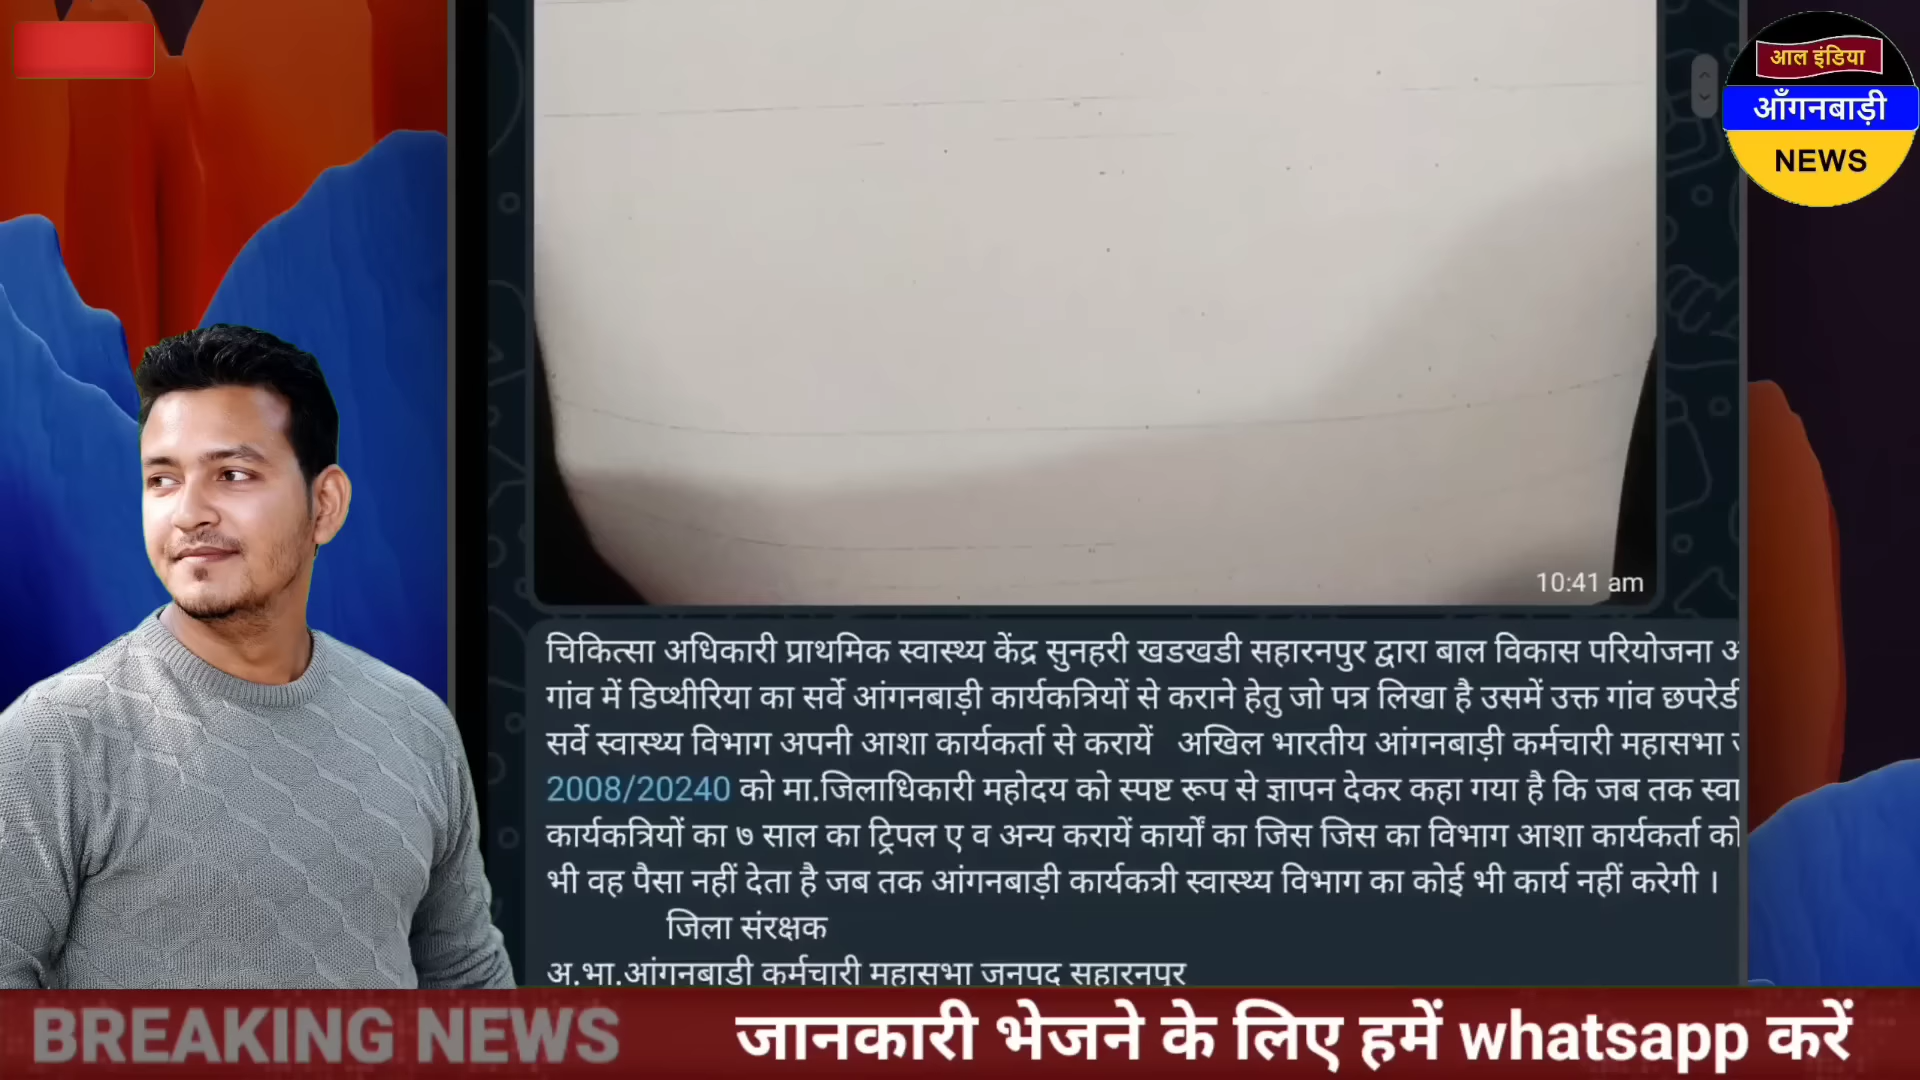 आल इंडिया
आँगनबाड़ी
NEWS
10:41 am
चिकित्सा अधिकारी प्राथमिक स्वास्थ्य केंद्र सुनहरी खडखडी सहारनपुर द्वारा बाल विकास परियोजना
गांव में डिप्थीरिया का सर्वे आंगनबाड़ी कार्यकत्रियों से कराने हेतु जो पत्र लिखा है उसमें उक्त गांव छपरेडी
सर्वे स्वास्थ्य विभाग अपनी आशा कार्यकर्ता से करायें अखिल भारतीय आंगनबाड़ी कर्मचारी महासभा
2008/20240 को मा.जिलाधिकारी महोदय को स्पष्ट रूप से ज्ञापन देकर कहा गया है कि जब तक
कार्यकत्रियों का ७ साल का ट्रिपल ए व अन्य करायें कार्यों का जिस जिस का विभाग आशा कार्यकर्ता को
भी वह पैसा नहीं देता है जब तक आंगनबाड़ी कार्यकत्री स्वास्थ्य विभाग का कोई भी कार्य नहीं करेगी ।
जिला संरक्षक
अ.भा.आंगनबाडी कर्मचारी महासभा जनपद सहारनपुर
BREAKING NEWS
जानकारी भेजने के लिए हमें whatsapp करें